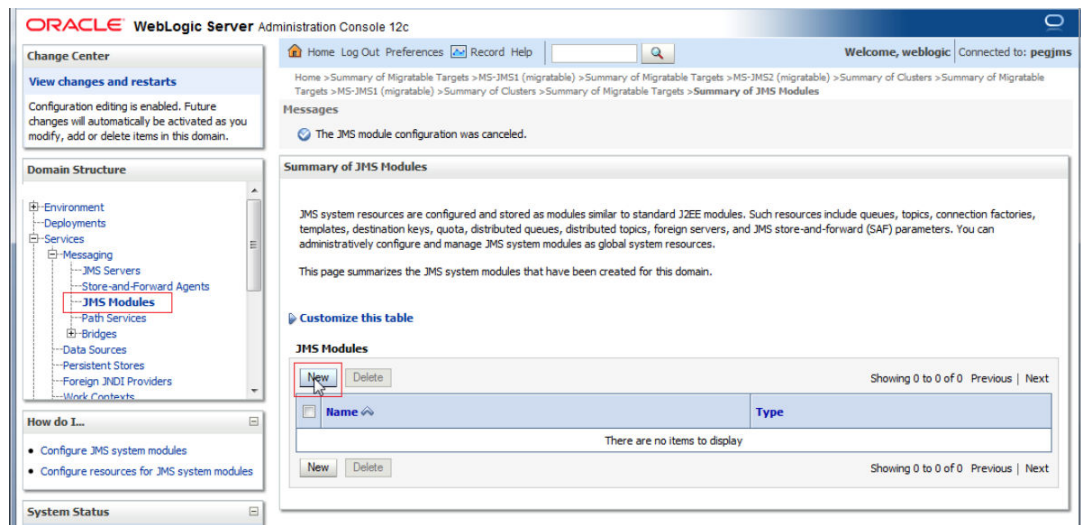 ORACLE WebLogic Server Administration Console 12c
Change Center
View changes and restarts
Configuration editing is enabled. Future
changes will automatically be activated as you
modify, add or delete items in this domain.
Domain Structure
Environment
Deployments
Services
Messaging
JMS Servers
Store-and-Forward Agents
JMS Modules
Path Services
Bridges
Data Sources
Persistent Stores
Foreign JNDI Providers
Work Contexts
How do I...
Configure JMS system modules
Configure resources for JMS system modules
System Status
Home Log Out Preferences Record Help
Welcome, weblogic Connected to: pegjms
Home >Summary of Migratable Targets >MS-JMS1 (migratable) >Summary of Migratable Targets >MS-JMS2 (migratable) >Summary of Clusters >Summary of Migratable
Targets >MS-JMS1 (migratable) >Summary of Clusters >Summary of Migratable Targets >Summary of JMS Modules
Messages
The JMS module configuration was canceled.
Summary of JMS Modules
JMS system resources are configured and stored as modules similar to standard J2EE modules. Such resources include queues, topics, connection factories,
templates, destination keys, quota, distributed queues, distributed topics, foreign servers, and JMS store-and-forward (SAF) parameters. You can
administratively configure and manage JMS system modules as global system resources.
This page summarizes the JMS system modules that have been created for this domain.
Customize this table
JMS Modules
New Delete Showing 0 to 0 of 0 Previous | Next
Name Type
There are no items to display
New Delete Showing 0 to 0 of 0 Previous | Next